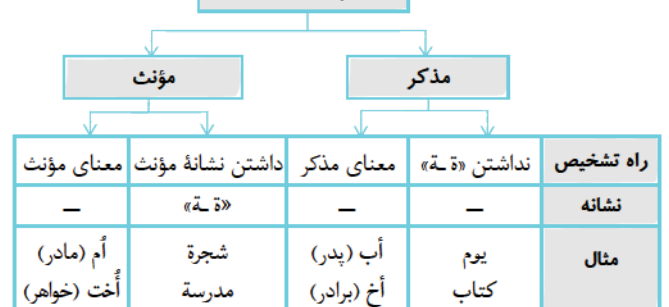 مذکر
مؤنث
راه تشخیص
نداشتن «ة ـة»
معنای مذکر
داشتن نشانۀ مؤنث
معنای مؤنث
نشانه
—
—
«ة ـة»
—
مثال
یوم
أب (پدر)
شجرة
أُم (مادر)
کتاب
أخ (برادر)
مدرسة
أُخت (خواهر)